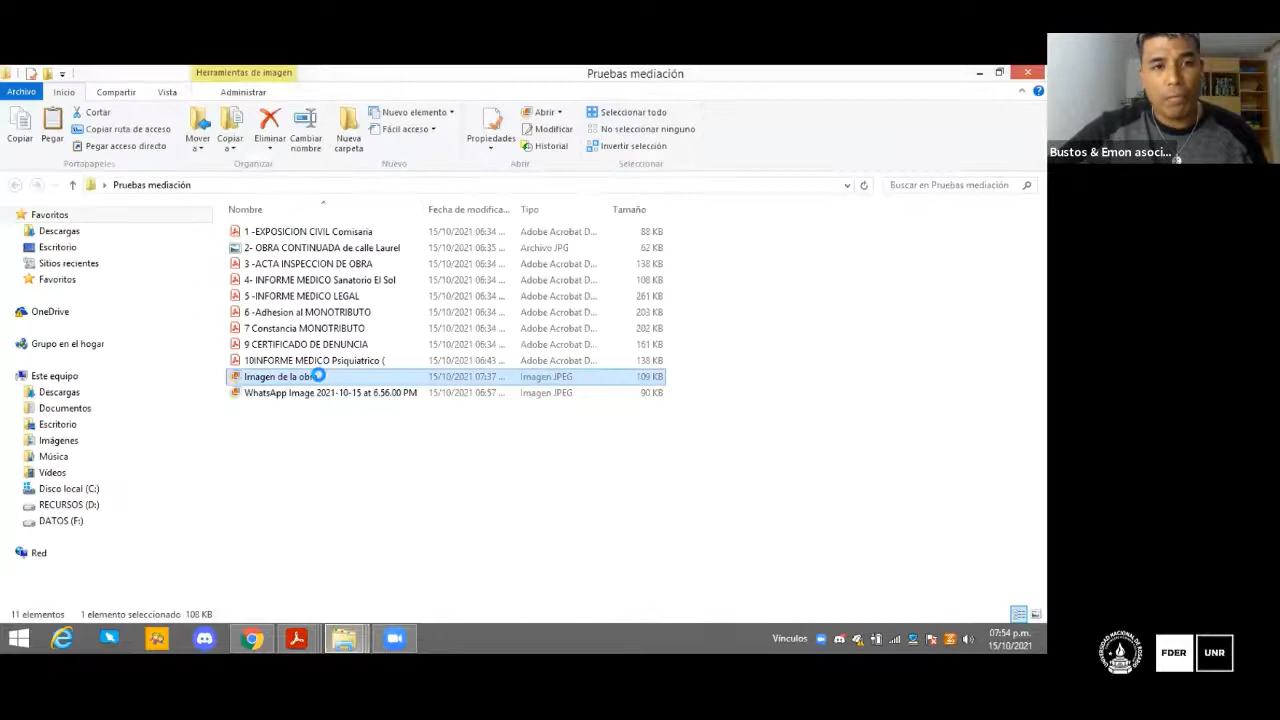 Herramientas de imagen
Pruebas mediación
Archivo
Inicio
Compartir
Vista
Administrar
Copiar
Pegar
Cortar
Copiar ruta de acceso
Pegar acceso directo
Portapapeles
Mover a
Copiar a
Eliminar
Cambiar nombre
Organizar
Nueva carpeta
Nuevo elemento
Fácil acceso
Nuevo
Propiedades
Abrir
Modificar
Historial
Abrir
Seleccionar todo
No seleccionar ninguno
Invertir selección
Seleccionar
Bustos & Emon asoci...
Pruebas mediación
Buscar en Pruebas mediación
Nombre
Fecha de modifica...
Tipo
Tamaño
1 -EXPOSICION CIVIL Comisaria 15/10/2021 06:34 ... Adobe Acrobat D... 88 KB
2- OBRA CONTINUADA de calle Laurel 15/10/2021 06:35 ... Archivo JPG 62 KB
3 -ACTA INSPECCION DE OBRA 15/10/2021 06:34 ... Adobe Acrobat D... 138 KB
4- INFORME MEDICO Sanatorio El Sol 15/10/2021 06:34 ... Adobe Acrobat D... 108 KB
5 -INFORME MEDICO LEGAL 15/10/2021 06:34 ... Adobe Acrobat D... 261 KB
6 -Adhesion al MONOTRIBUTO 15/10/2021 06:34 ... Adobe Acrobat D... 203 KB
7 Constancia MONOTRIBUTO 15/10/2021 06:34 ... Adobe Acrobat D... 202 KB
9 CERTIFICADO DE DENUNCIA 15/10/2021 06:34 ... Adobe Acrobat D... 161 KB
10INFORME MEDICO Psiquiatrico ( 15/10/2021 06:43 ... Adobe Acrobat D... 138 KB
Imagen de la obr 15/10/2021 07:37 ... Imagen JPEG 109 KB
WhatsApp Image 2021-10-15 at 6.56.00 PM 15/10/2021 06:57 ... Imagen JPEG 90 KB
Favoritos
Descargas
Escritorio
Sitios recientes
Favoritos
OneDrive
Grupo en el hogar
Este equipo
Descargas
Documentos
Escritorio
Imágenes
Música
Vídeos
Disco local (C:)
RECURSOS (D:)
DATOS (F:)
Red
11 elementos
1 elemento seleccionado 108 KB
Vínculos
07:54 p.m.
15/10/2021
FDER
UNR